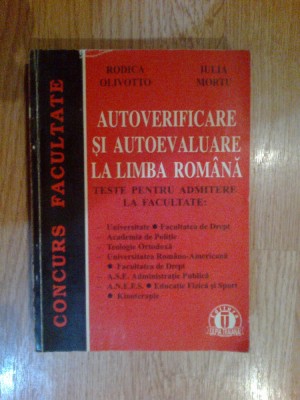 CONCURS FACULTATE
RODICA OLIVOTTO
IULIA MORTU
AUTOVERIFICARE
ȘI AUTOEVALUARE
LA LIMBA ROMÂNĂ
TESTE PENTRU ADMITERE
LA FACULTATE:
Universitate ● Facultatea de Drept
Academia de Poliție
Teologie Ortodoxă
Universitatea Româno-Americană
● Facultatea de Drept
A.S.E. Administrație Publică
A.N.E.F.S. ● Educație Fizică și Sport
● Kinetoterapie